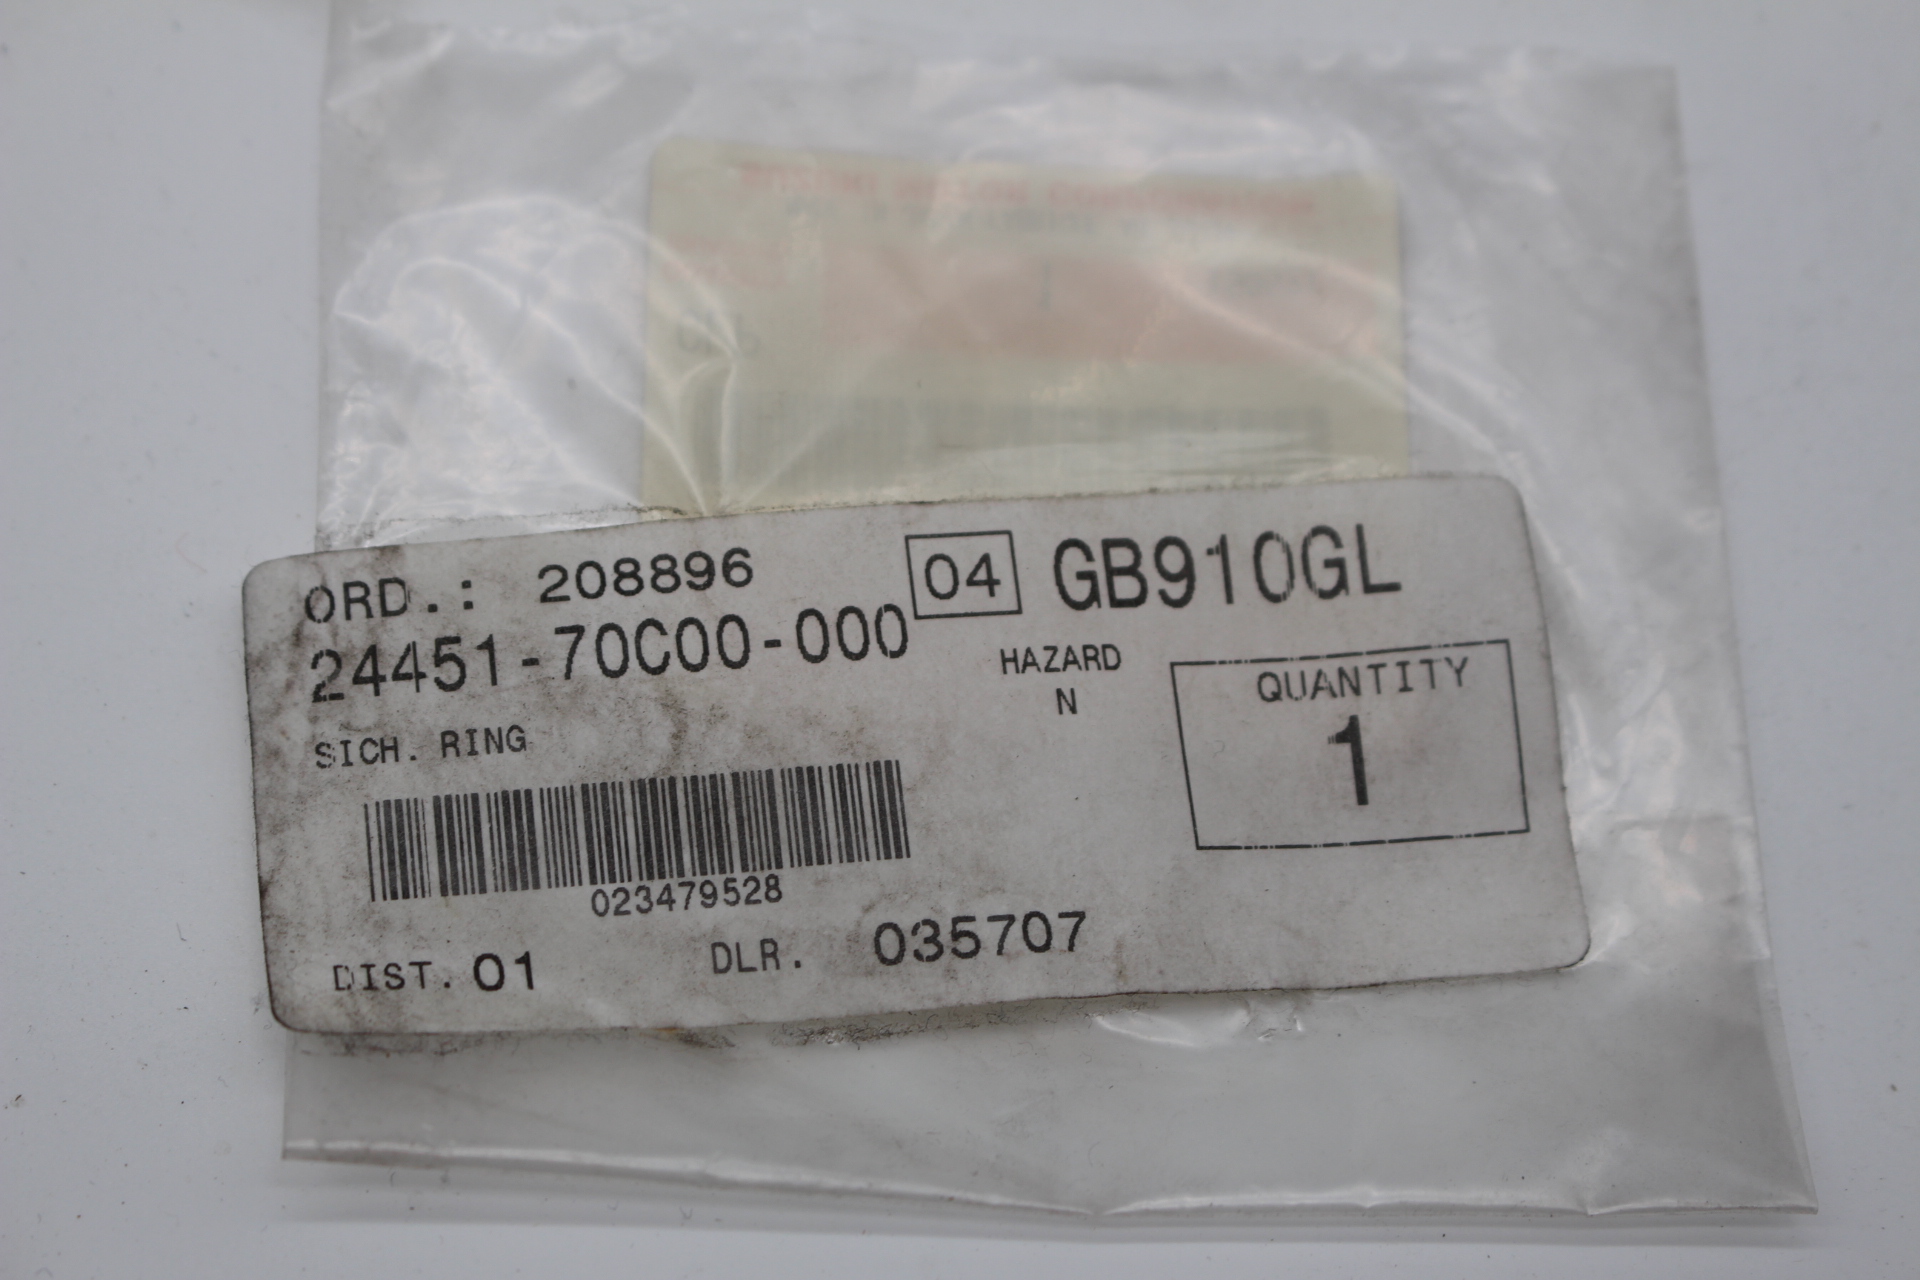 ORD.: 208896 04 GB910GL
24451-70C00-000
HAZARD
N
QUANTITY
1
SICH. RING
023479528
DIST. 01 DLR. 035707